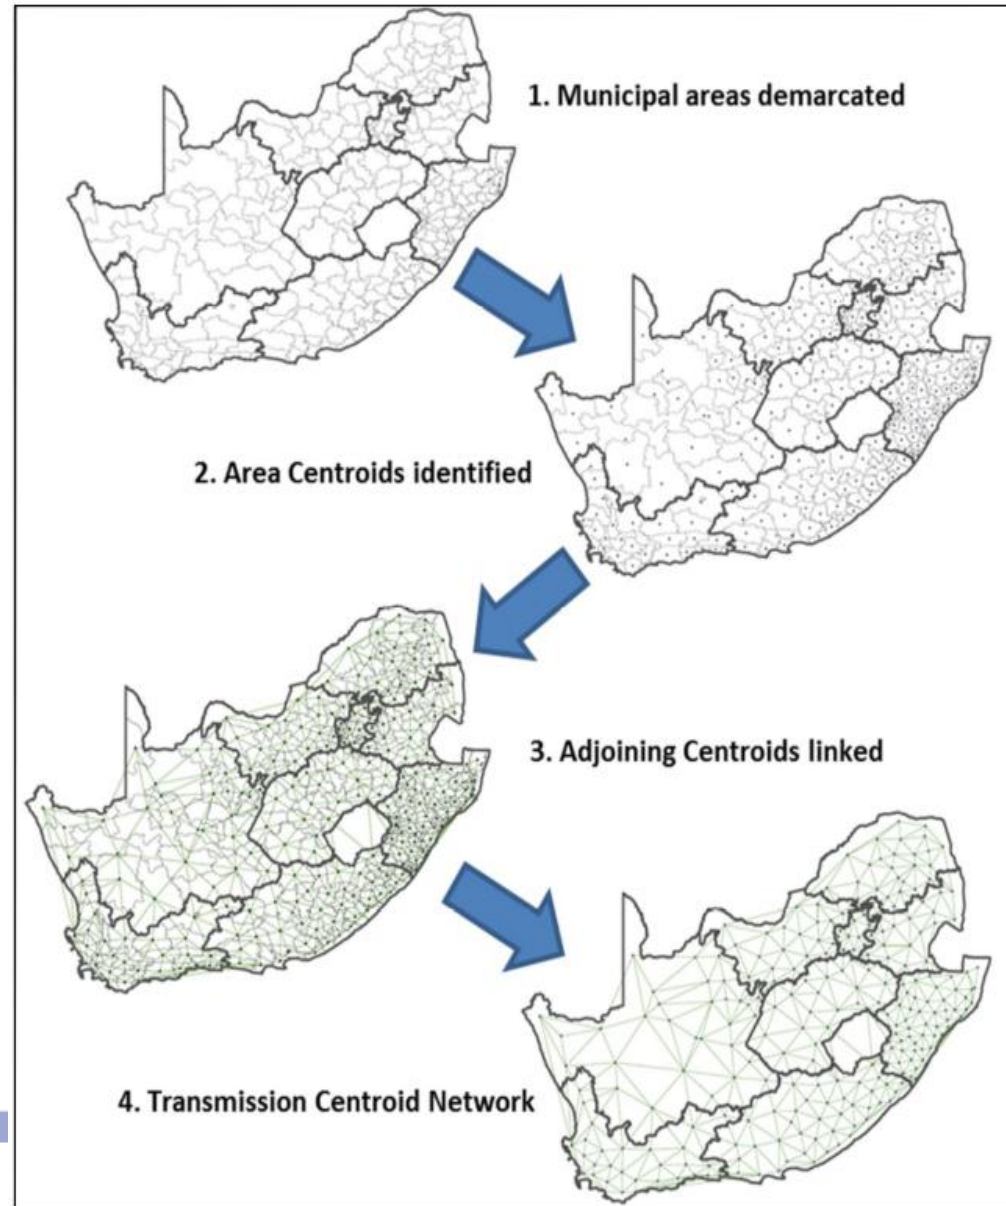 1. Municipal areas demarcated
2. Area Centroids identified
3. Adjoining Centroids linked
4. Transmission Centroid Network